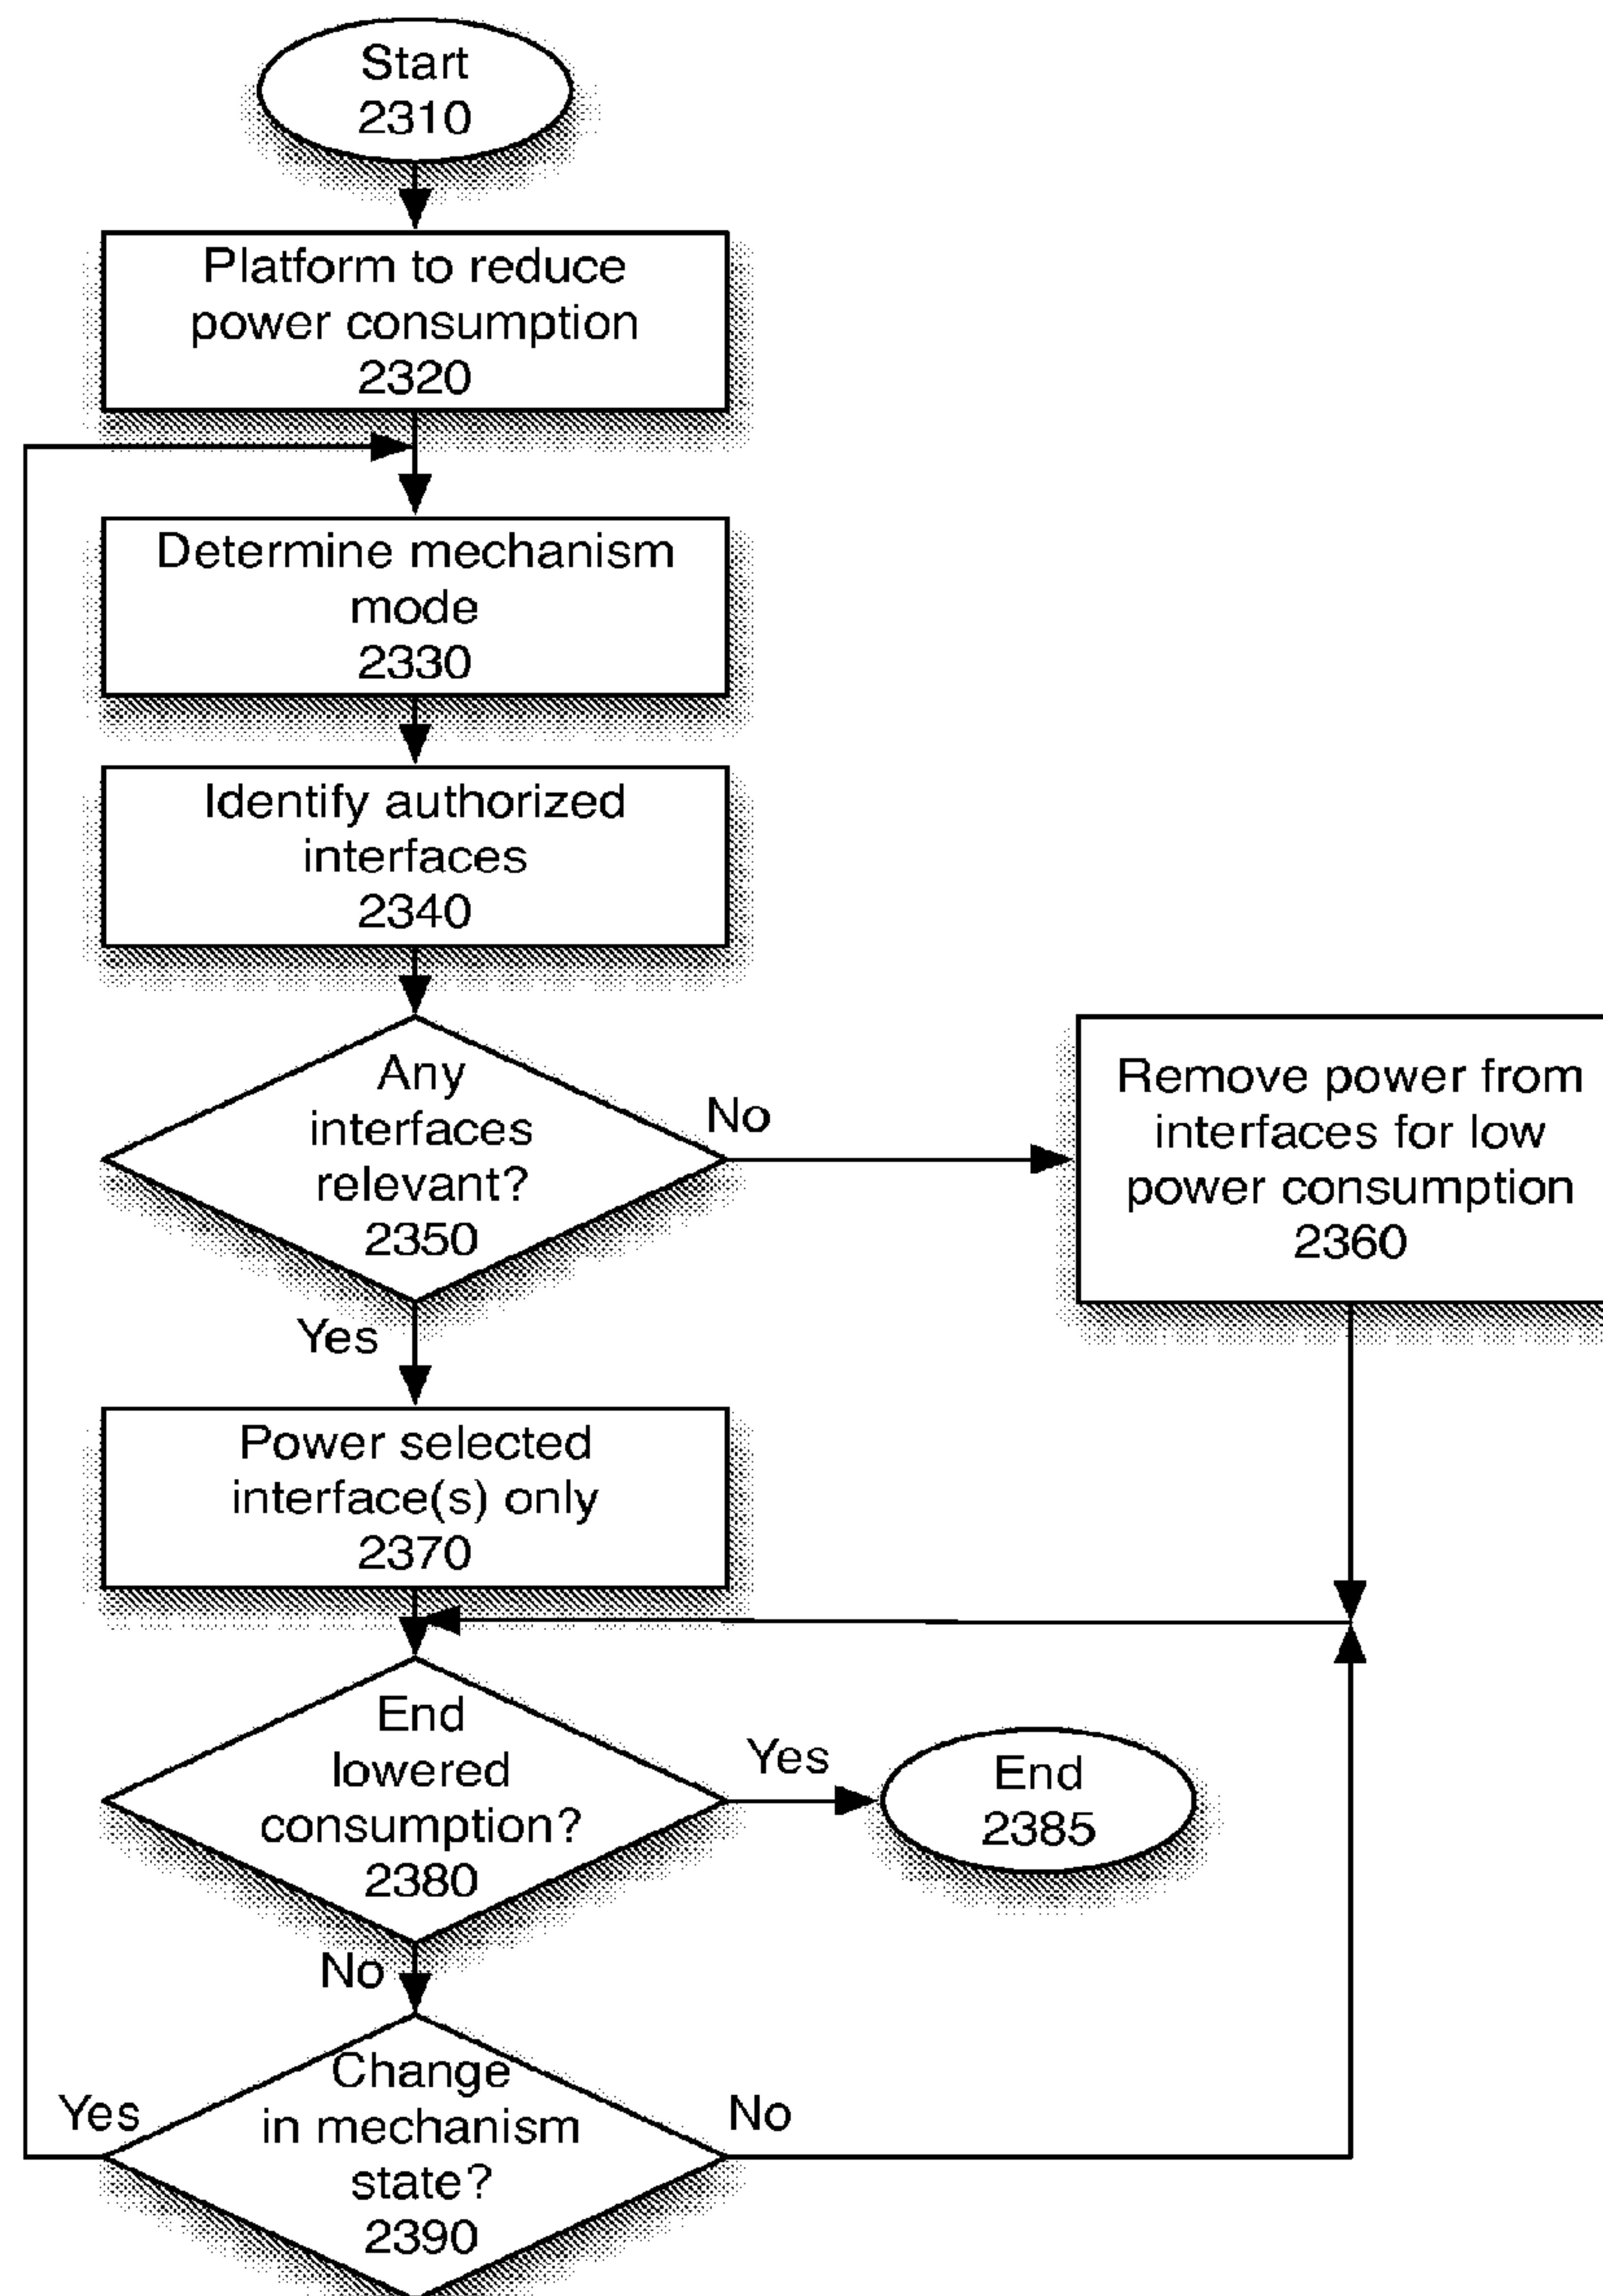 Start
2310
Platform to reduce
power consumption
2320
Determine mechanism
mode
2330
Identify authorized
interfaces
2340
Any
interfaces
relevant?
2350
No
Remove power from
interfaces for low
power consumption
2360
Yes
Power selected
interface(s) only
2370
End
lowered
consumption?
2380
Yes
End
2385
No
Change
in mechanism
state?
2390
Yes
No